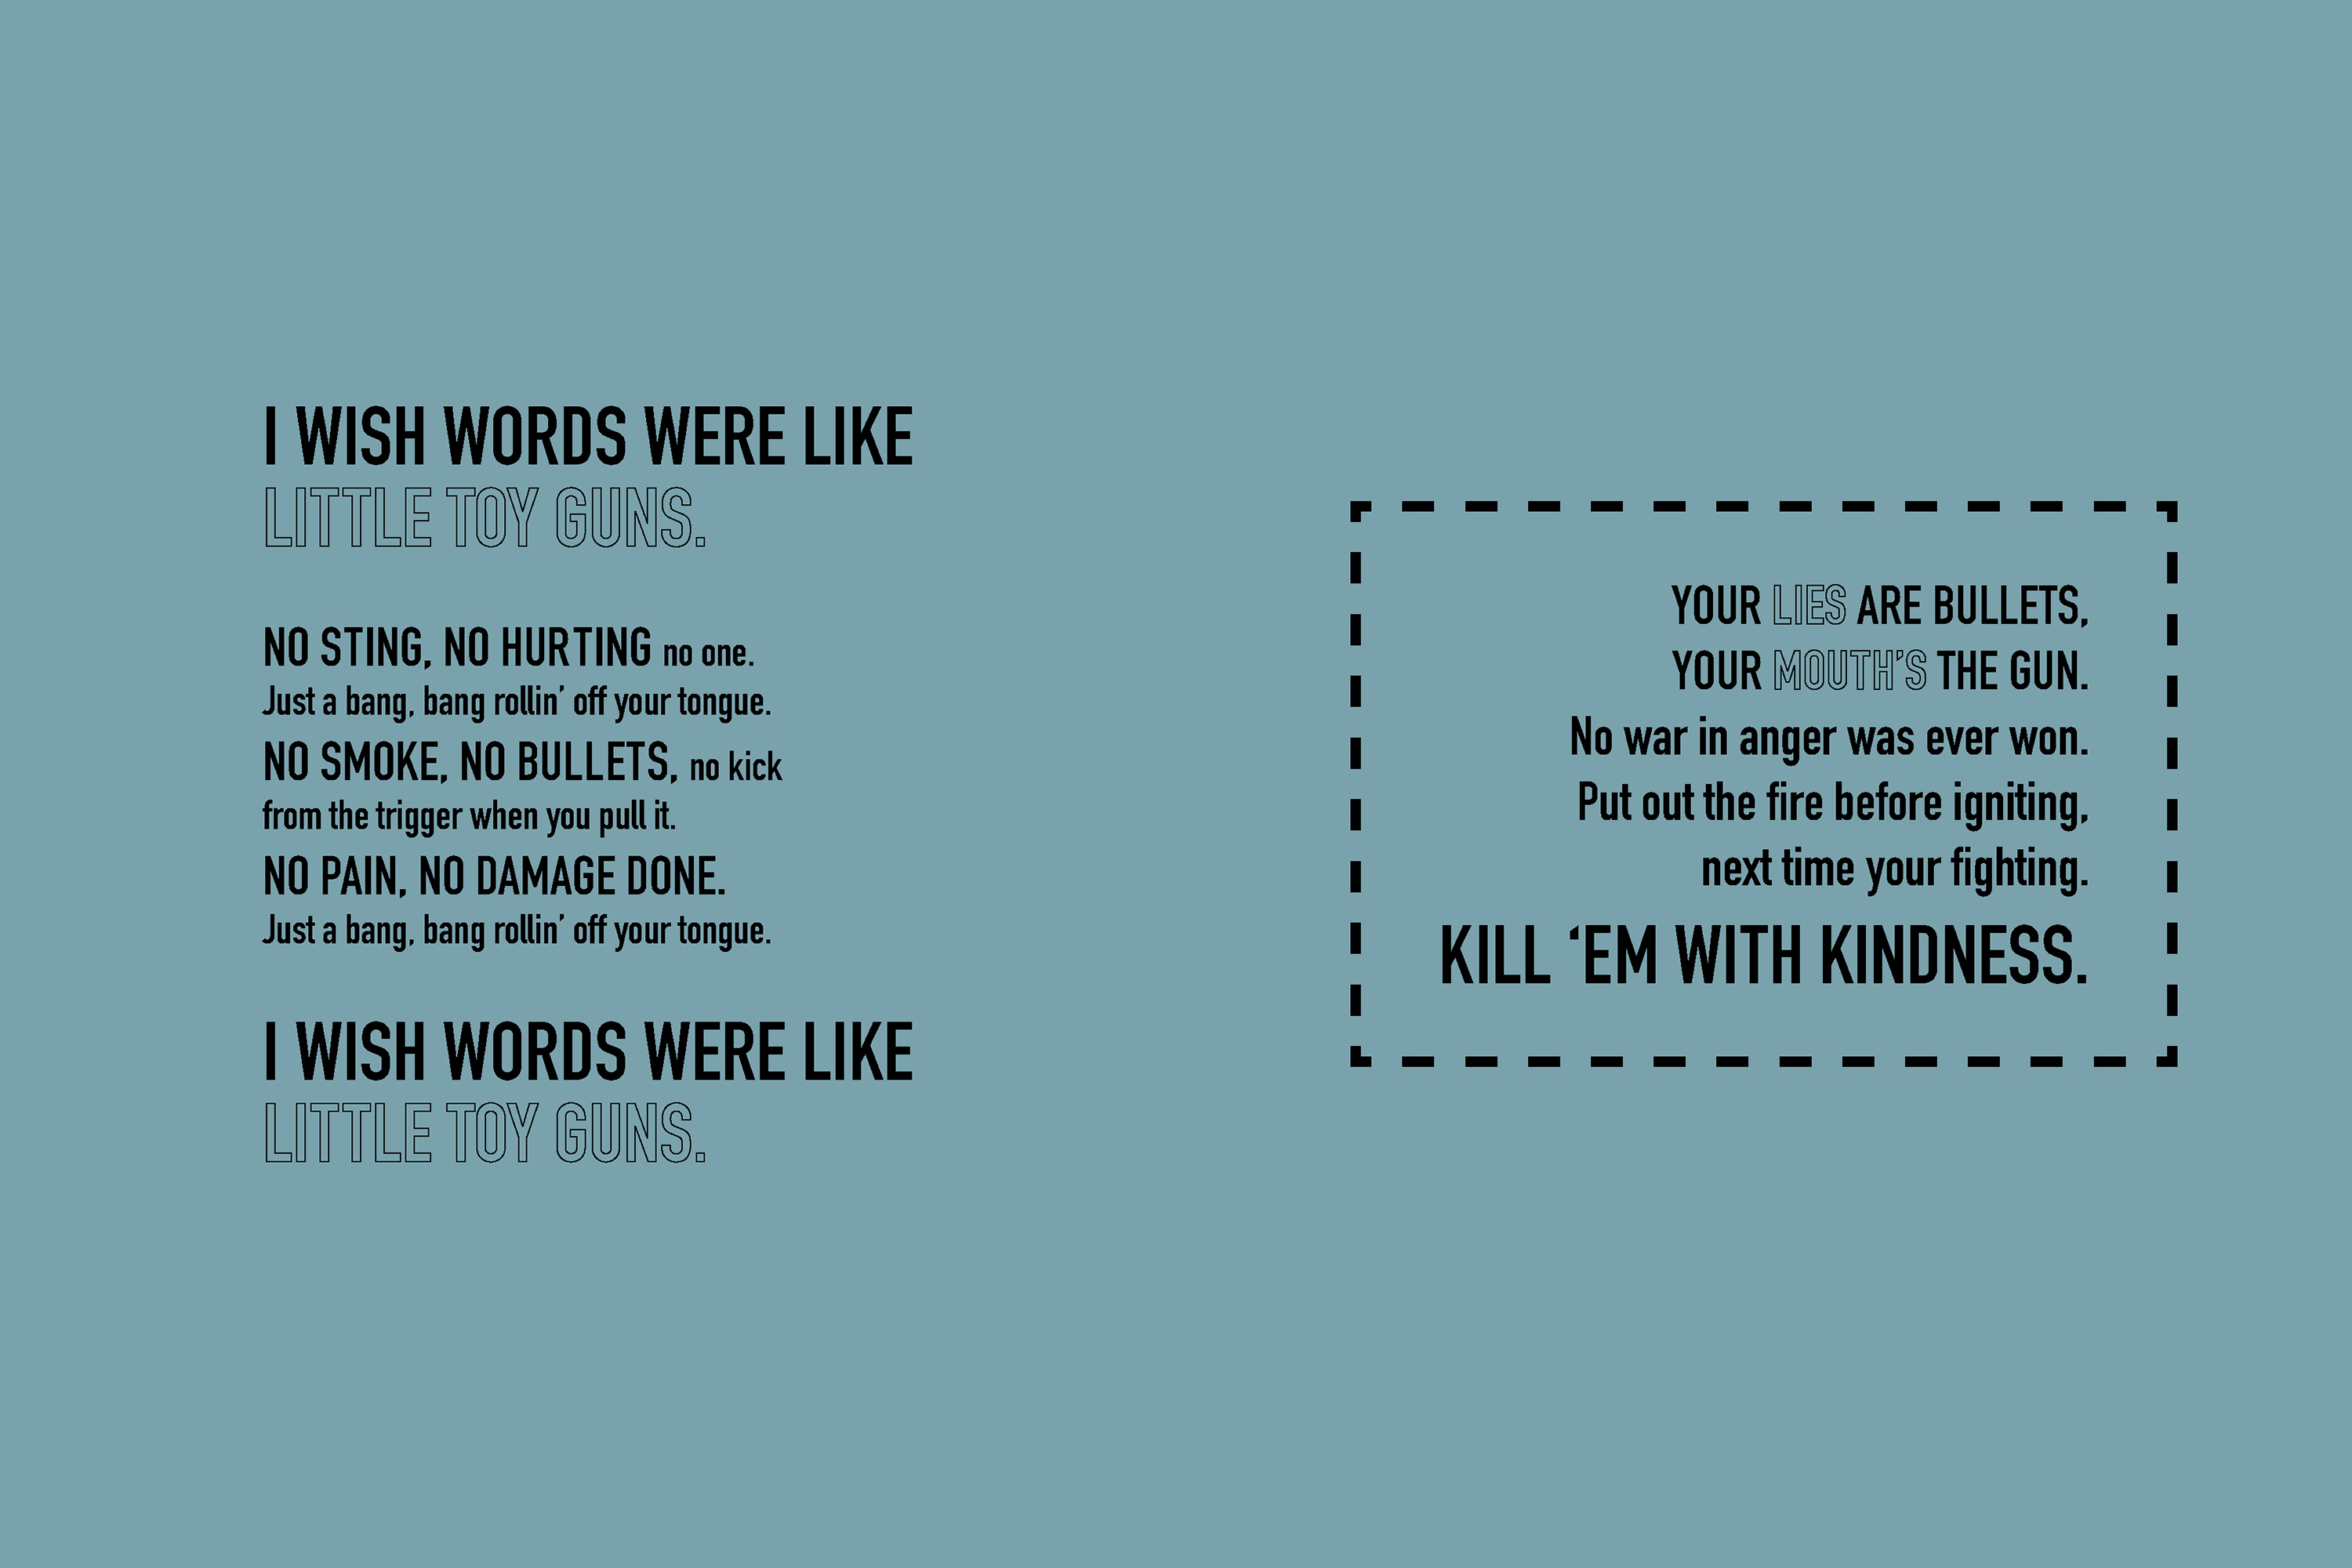 I WISH WORDS WERE LIKE
LITTLE TOY GUNS.
NO STING, NO HURTING no one.
Just a bang, bang rollin’ off your tongue.
NO SMOKE, NO BULLETS, no kick
from the trigger when you pull it.
NO PAIN, NO DAMAGE DONE.
Just a bang, bang rollin’ off your tongue.
I WISH WORDS WERE LIKE
LITTLE TOY GUNS.
YOUR LIES ARE BULLETS,
YOUR MOUTH’S THE GUN.
No war in anger was ever won.
Put out the fire before igniting,
next time your fighting.
KILL ‘EM WITH KINDNESS.